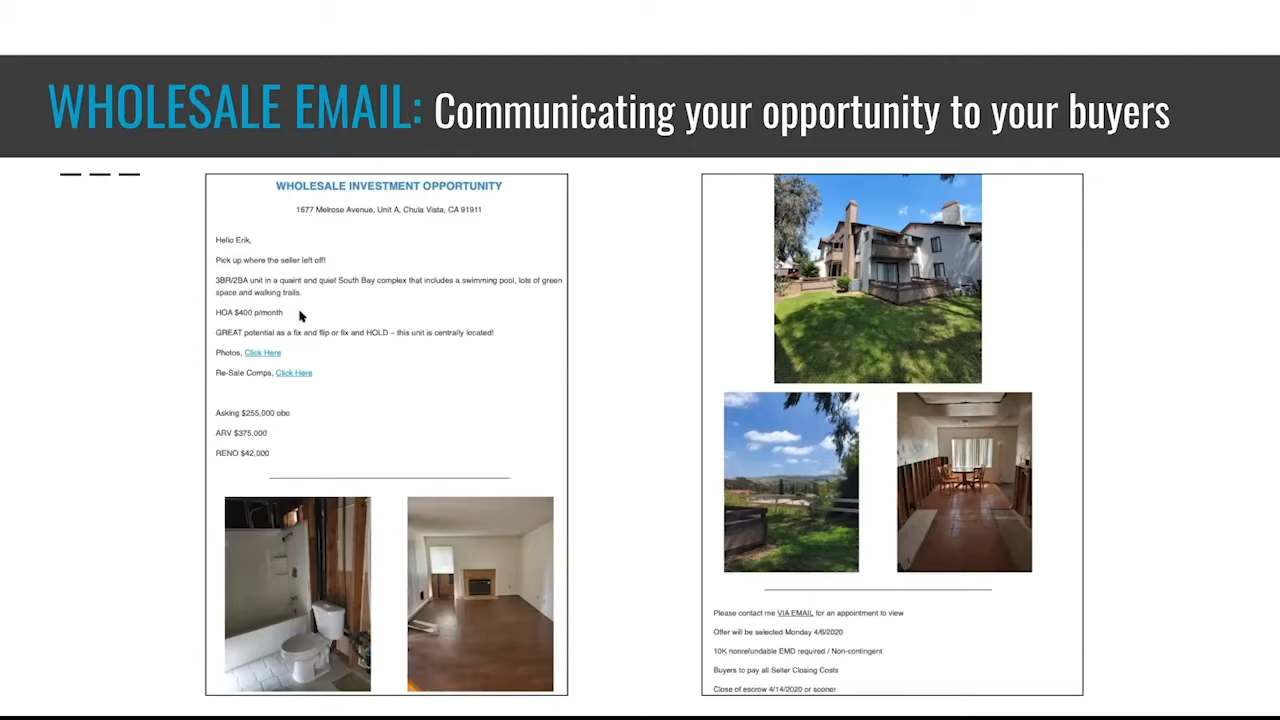 WHOLESALE EMAIL: Communicating your opportunity to your buyers
WHOLESALE INVESTMENT OPPORTUNITY
1677 Melrose Avenue, Unit A, Chula Vista, CA 91911
Hello Erik,
Pick up where the seller left off!
3BR/2BA unit in a quaint and quiet South Bay complex that includes a swimming pool, lots of green
space and walking trails.
HOA $400 p/month
GREAT potential as a fix and flip or fix and HOLD – this unit is centrally located!
Photos, Click Here
Re-Sale Comps, Click Here
Asking $255,000 obo
ARV $375,000
RENO $42,000
Please contact me VIA EMAIL for an appointment to view
Offer will be selected Monday 4/6/2020
10K nonrefundable EMD required / Non-contingent
Buyers to pay all Seller Closing Costs
Close of escrow 4/14/2020 or sooner